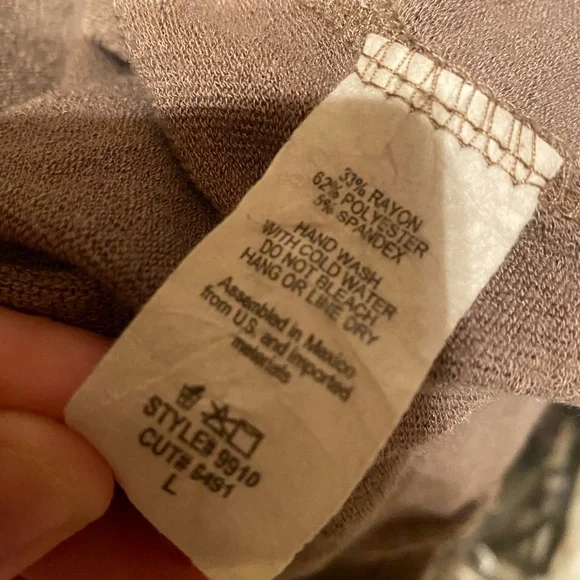 33% RAYON
62% POLYESTER
5% SPANDEX
HAND WASH
WITH COLD WATER
DO NOT BLEACH
HANG OR LINE DRY
Assembled in Mexico
from U.S. and imported
materials
STYLE# 9910
CUT# 6491
L